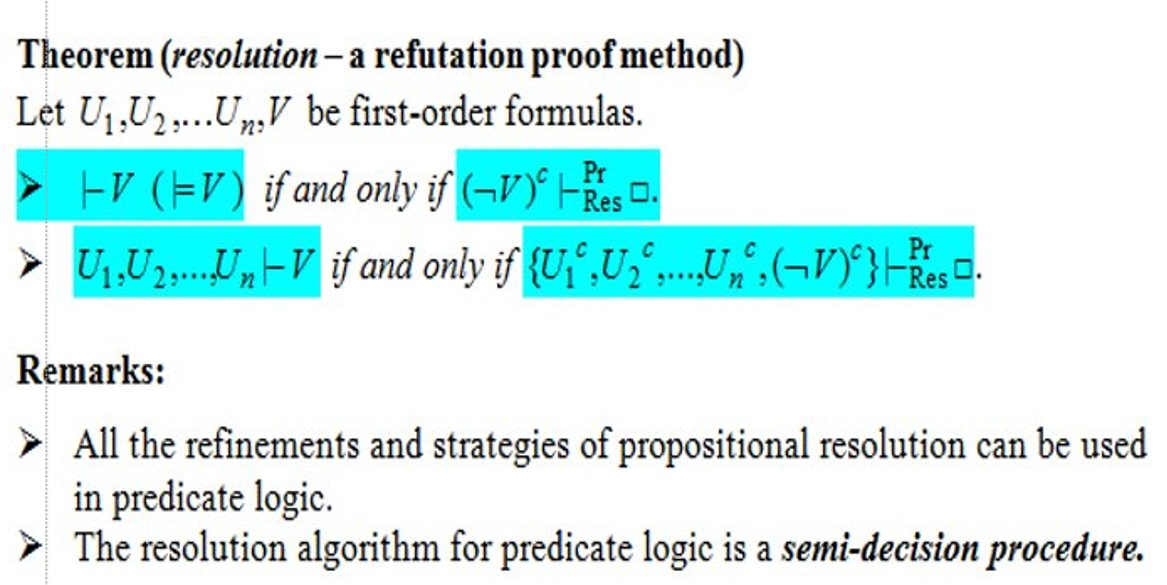 Theorem (resolution – a refutation proof method)
Let U₁,U₂,...Uₙ,V be first-order formulas.
➢ ⊢V (⊨V) if and only if (¬V)ᶜ ⊢ᴾʳ_Res □.
➢ U₁,U₂,...,Uₙ⊢V if and only if {U₁ᶜ,U₂ᶜ,...,Uₙᶜ,(¬V)ᶜ}⊢ᴾʳ_Res □.
Remarks:
➢ All the refinements and strategies of propositional resolution can be used
in predicate logic.
➢ The resolution algorithm for predicate logic is a semi-decision procedure.